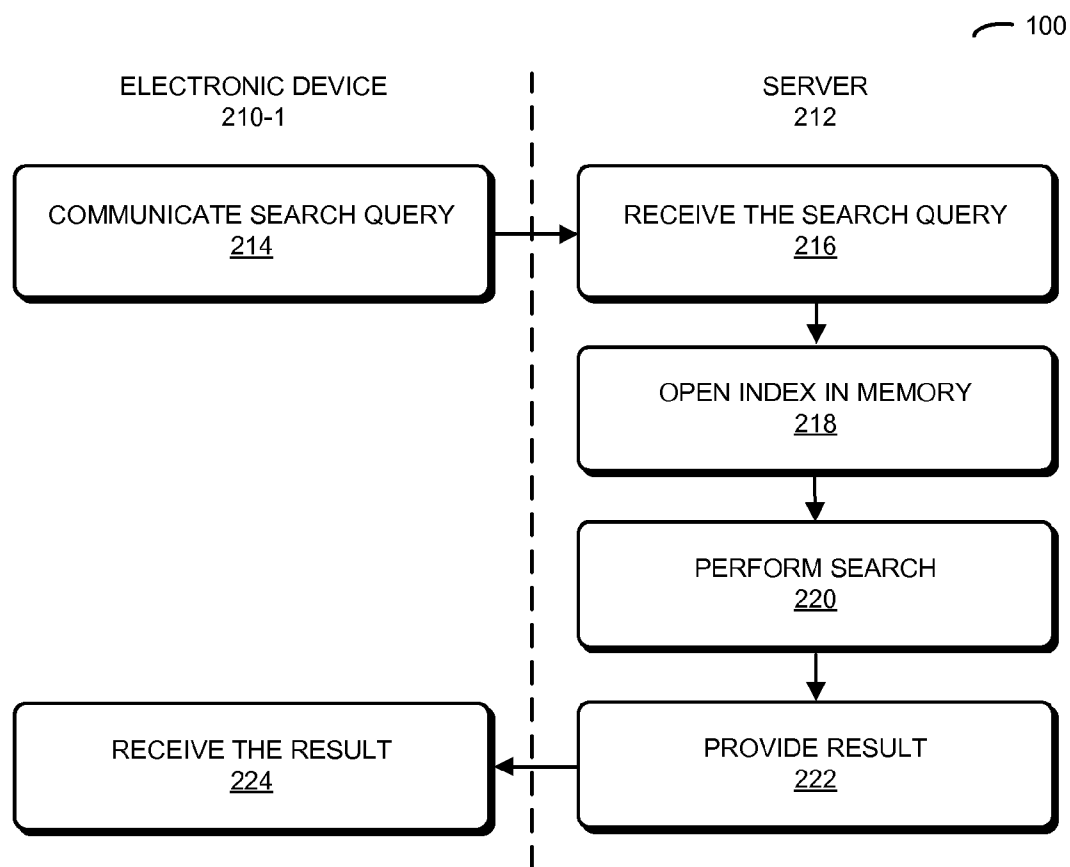 100
ELECTRONIC DEVICE
210-1
SERVER
212
COMMUNICATE SEARCH QUERY
214
RECEIVE THE SEARCH QUERY
216
OPEN INDEX IN MEMORY
218
PERFORM SEARCH
220
RECEIVE THE RESULT
224
PROVIDE RESULT
222